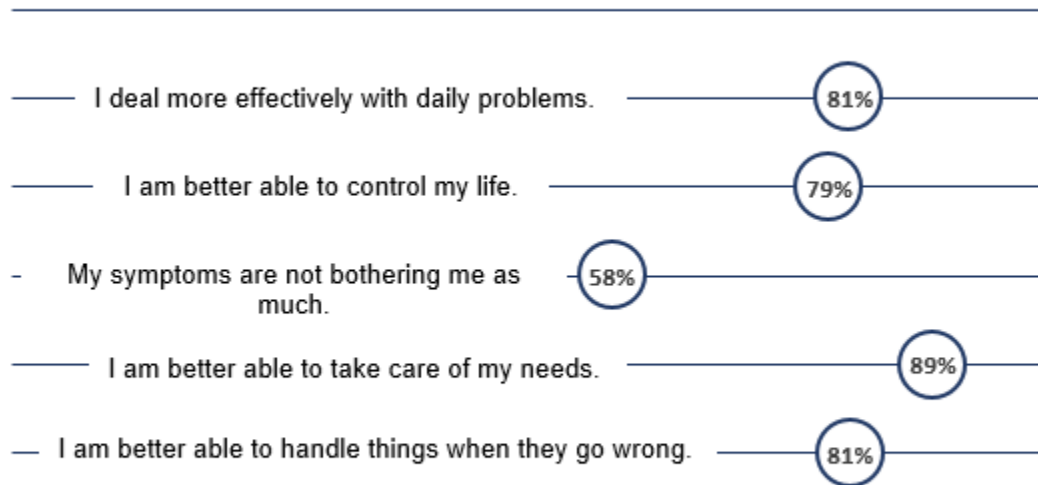 I deal more effectively with daily problems. 81%
I am better able to control my life. 79%
My symptoms are not bothering me as 58%
much.
I am better able to take care of my needs. 89%
I am better able to handle things when they go wrong. 81%